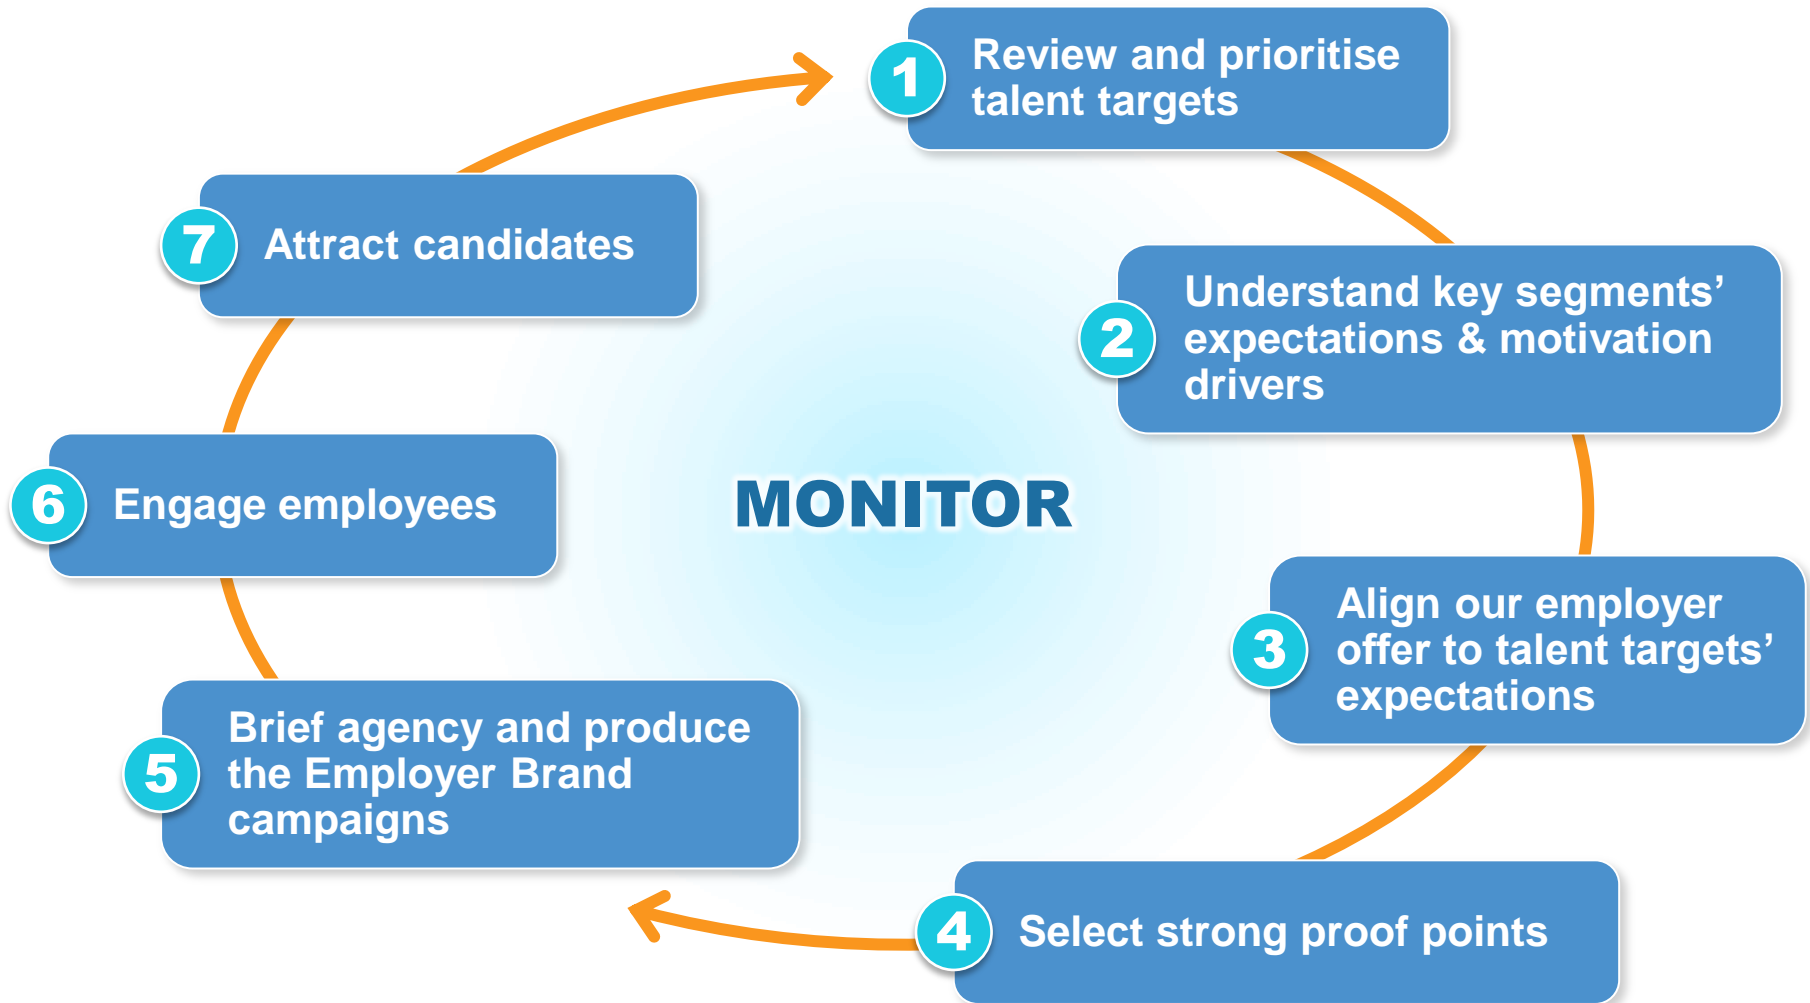 1
Review and prioritise
talent targets
2
Understand key segments’
expectations & motivation
drivers
3
Align our employer
offer to talent targets’
expectations
4
Select strong proof points
5
Brief agency and produce
the Employer Brand
campaigns
6
Engage employees
7
Attract candidates
MONITOR